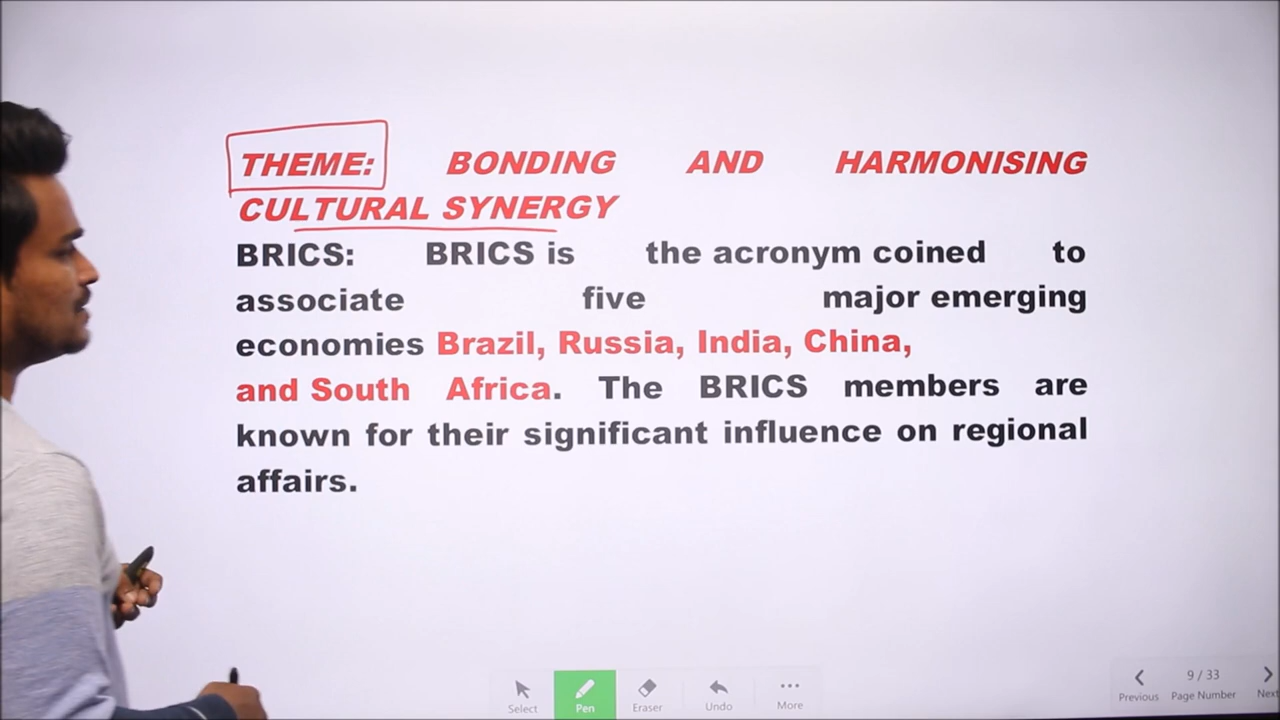 THEME: BONDING AND HARMONISING
CULTURAL SYNERGY
BRICS: BRICS is the acronym coined to
associate five major emerging
economies Brazil, Russia, India, China,
and South Africa. The BRICS members are
known for their significant influence on regional
affairs.
Select Pen Eraser Undo More
Previous 9 / 33 Page Number Next